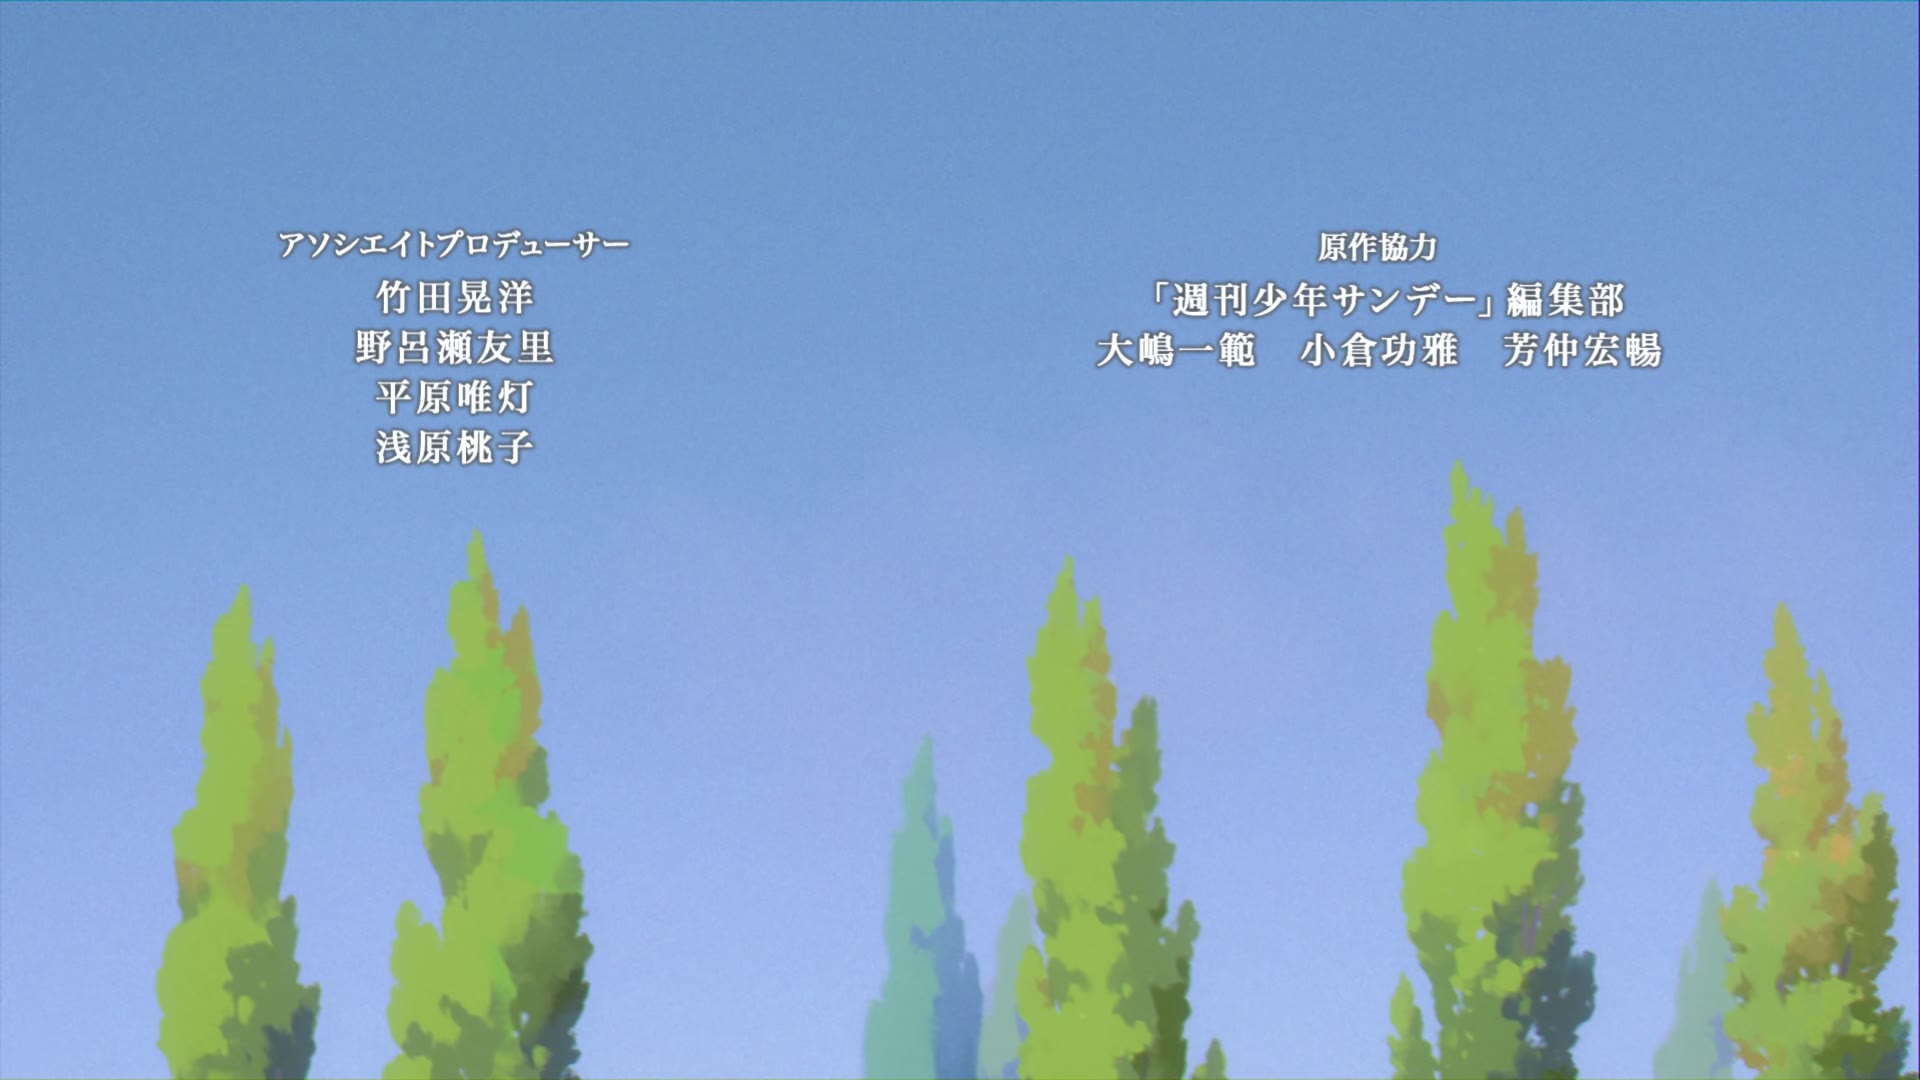 アソシエイトプロデューサー
竹田晃洋
野呂瀬友里
平原唯灯
浅原桃子
原作協力
「週刊少年サンデー」編集部
大嶋一範　小倉功雅　芳仲宏暢